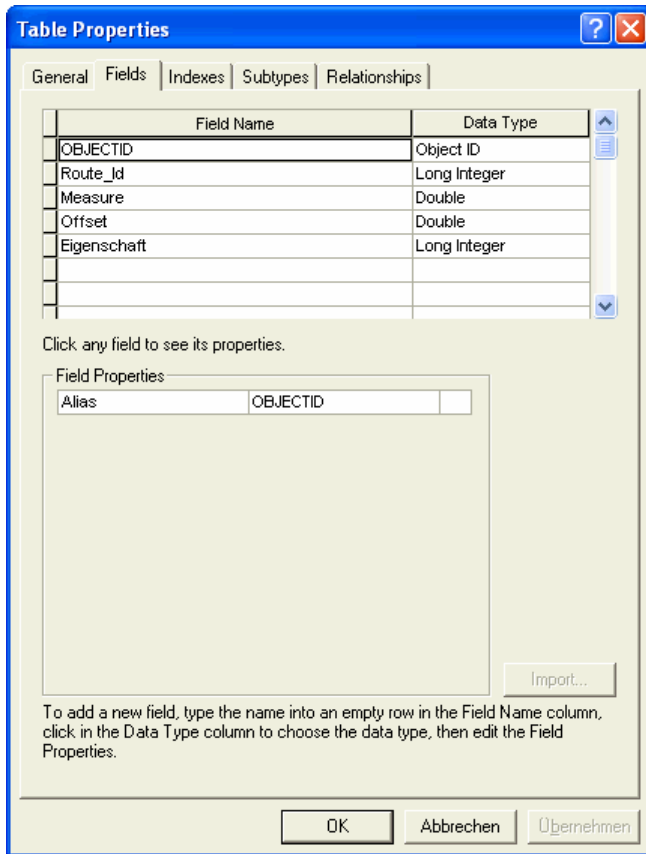 Table Properties
General Fields Indexes Subtypes Relationships
Field Name Data Type
OBJECTID Object ID
Route_Id Long Integer
Measure Double
Offset Double
Eigenschaft Long Integer
Click any field to see its properties.
Field Properties
Alias OBJECTID
Import...
To add a new field, type the name into an empty row in the Field Name column,
click in the Data Type column to choose the data type, then edit the Field
Properties.
OK Abbrechen Übernehmen